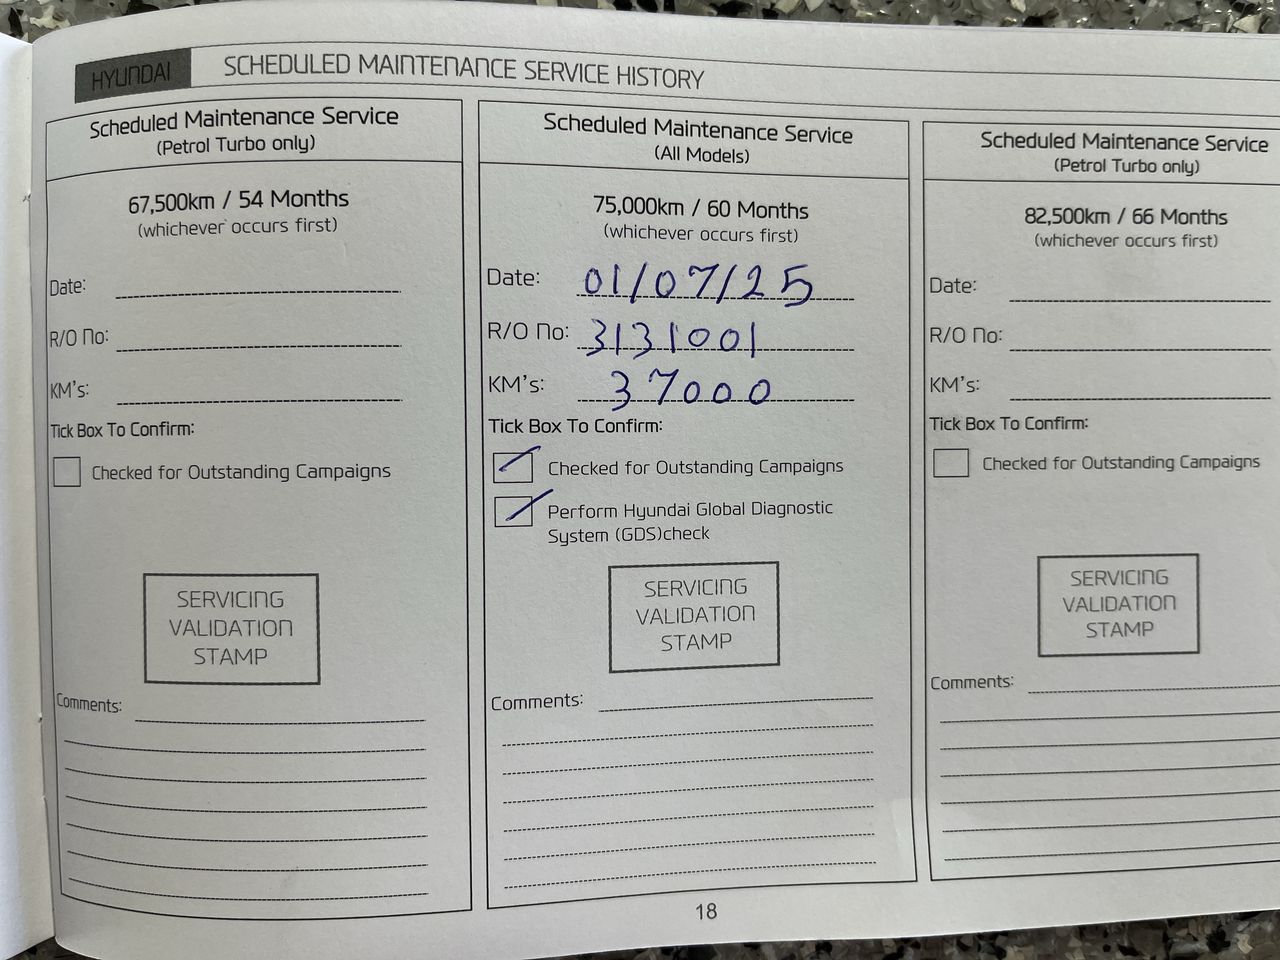 HYUNDAI SCHEDULED MAINTENANCE SERVICE HISTORY
Scheduled Maintenance Service
(Petrol Turbo only)
67,500km / 54 Months
(whichever occurs first)
Date:
R/O No:
KM's:
Tick Box To Confirm:
Checked for Outstanding Campaigns
SERVICING
VALIDATION
STAMP
Comments:
Scheduled Maintenance Service
(All Models)
75,000km / 60 Months
(whichever occurs first)
Date: 01/07/25
R/O No: 3131001
KM's: 37000
Tick Box To Confirm:
Checked for Outstanding Campaigns
Perform Hyundai Global Diagnostic
System (GDS)check
SERVICING
VALIDATION
STAMP
Comments:
Scheduled Maintenance Service
(Petrol Turbo only)
82,500km / 66 Months
(whichever occurs first)
Date:
R/O No:
KM's:
Tick Box To Confirm:
Checked for Outstanding Campaigns
SERVICING
VALIDATION
STAMP
Comments:
18